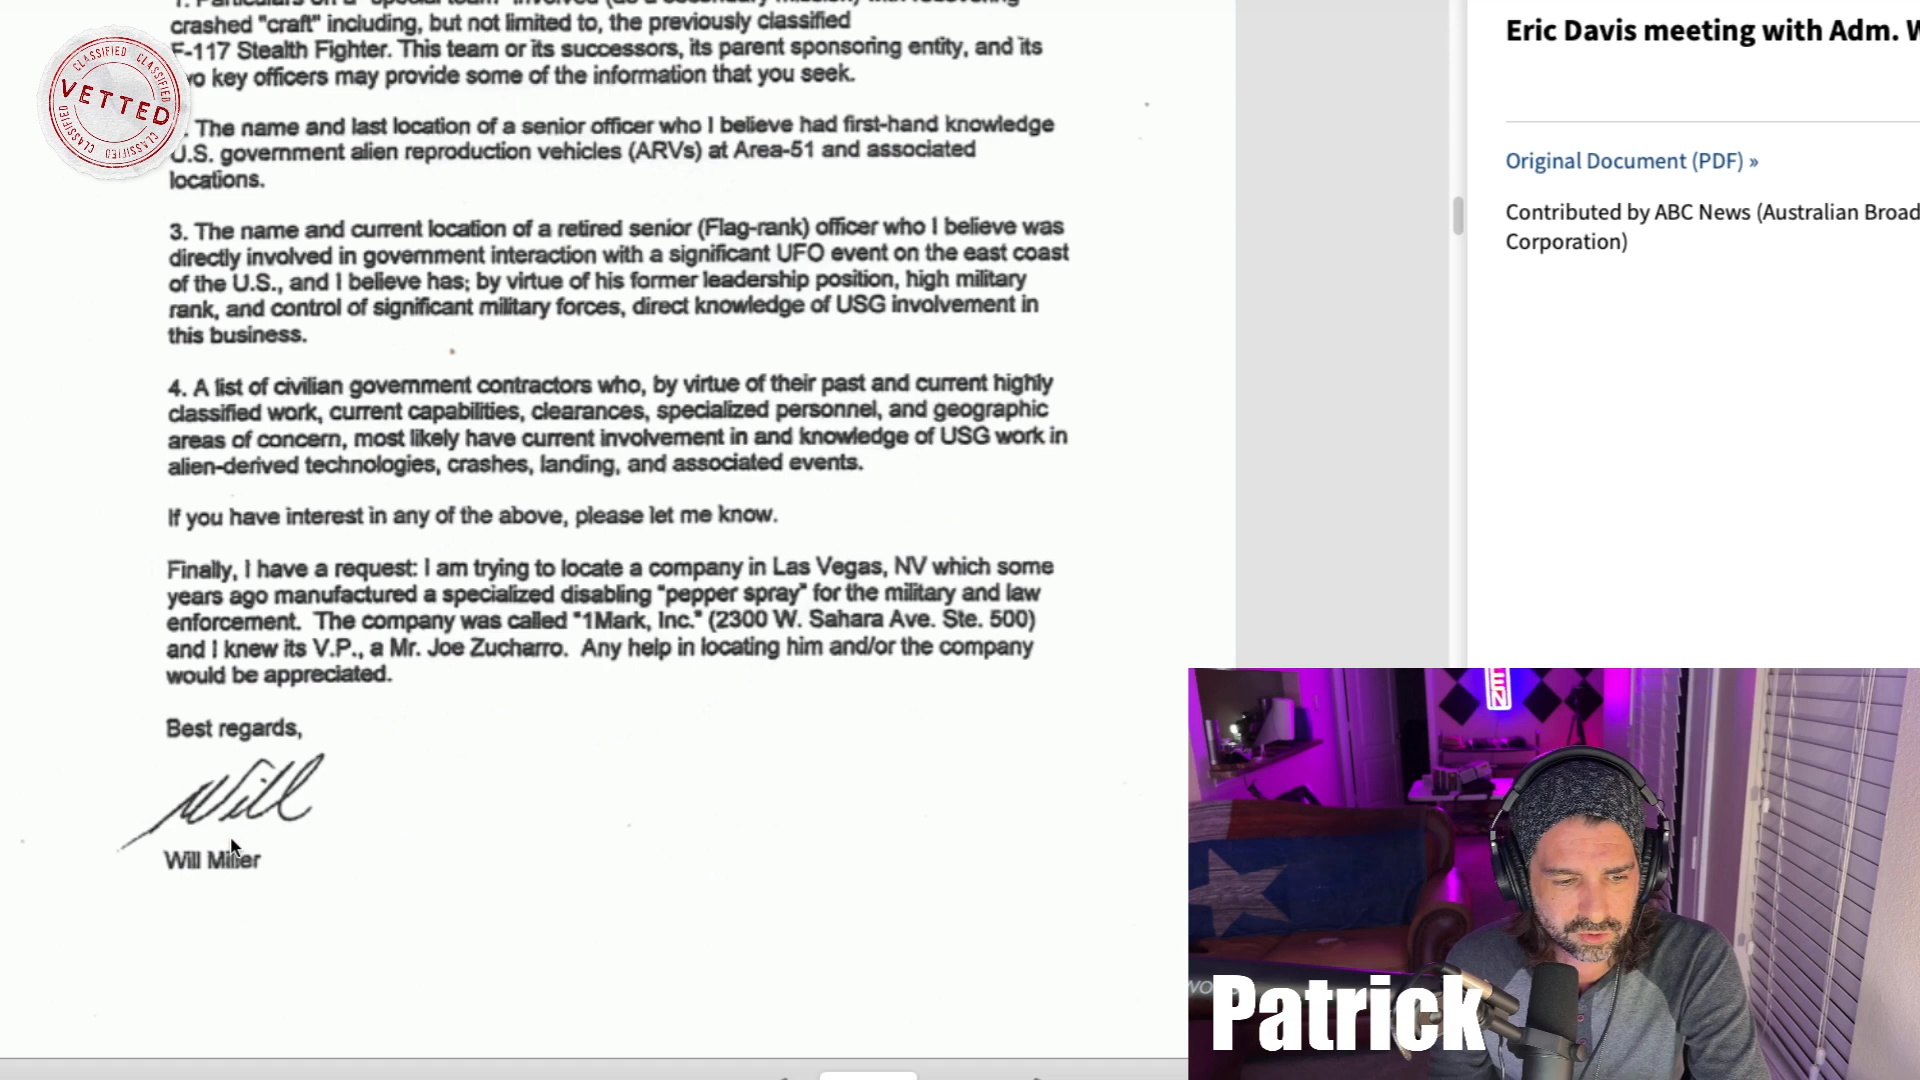 crashed "craft" including, but not limited to, the previously classified
F-117 Stealth Fighter. This team or its successors, its parent sponsoring entity, and its
key officers may provide some of the information that you seek.
The name and last location of a senior officer who I believe had first-hand knowledge
U.S. government alien reproduction vehicles (ARVs) at Area-51 and associated
locations.
3. The name and current location of a retired senior (Flag-rank) officer who I believe was
directly involved in government interaction with a significant UFO event on the east coast
of the U.S., and I believe has; by virtue of his former leadership position, high military
rank, and control of significant military forces, direct knowledge of USG involvement in
this business.
4. A list of civilian government contractors who, by virtue of their past and current highly
classified work, current capabilities, clearances, specialized personnel, and geographic
areas of concern, most likely have current involvement in and knowledge of USG work in
alien-derived technologies, crashes, landing, and associated events.
If you have interest in any of the above, please let me know.
Finally, I have a request: I am trying to locate a company in Las Vegas, NV which some
years ago manufactured a specialized disabling "pepper spray" for the military and law
enforcement. The company was called "1Mark, Inc." (2300 W. Sahara Ave. Ste. 500)
and I knew its V.P., a Mr. Joe Zucharro. Any help in locating him and/or the company
would be appreciated.
Best regards,
Will
Will Miller
CLASSIFIED CLASSIFIED
VETTED
CLASSIFIED CLASSIFIED
Eric Davis meeting with Adm. W
Original Document (PDF) »
Contributed by ABC News (Australian Broad
Corporation)
Patrick